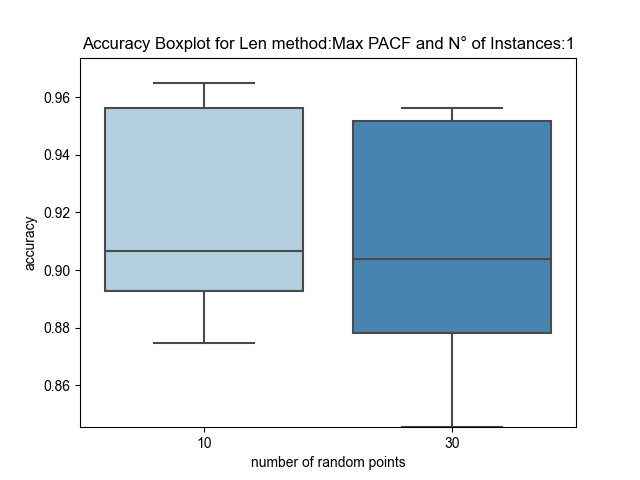 Accuracy Boxplot for Len method:Max PACF and N° of Instances:1
0.96
0.94
0.92
0.90
0.88
0.86
accuracy
10
30
number of random points